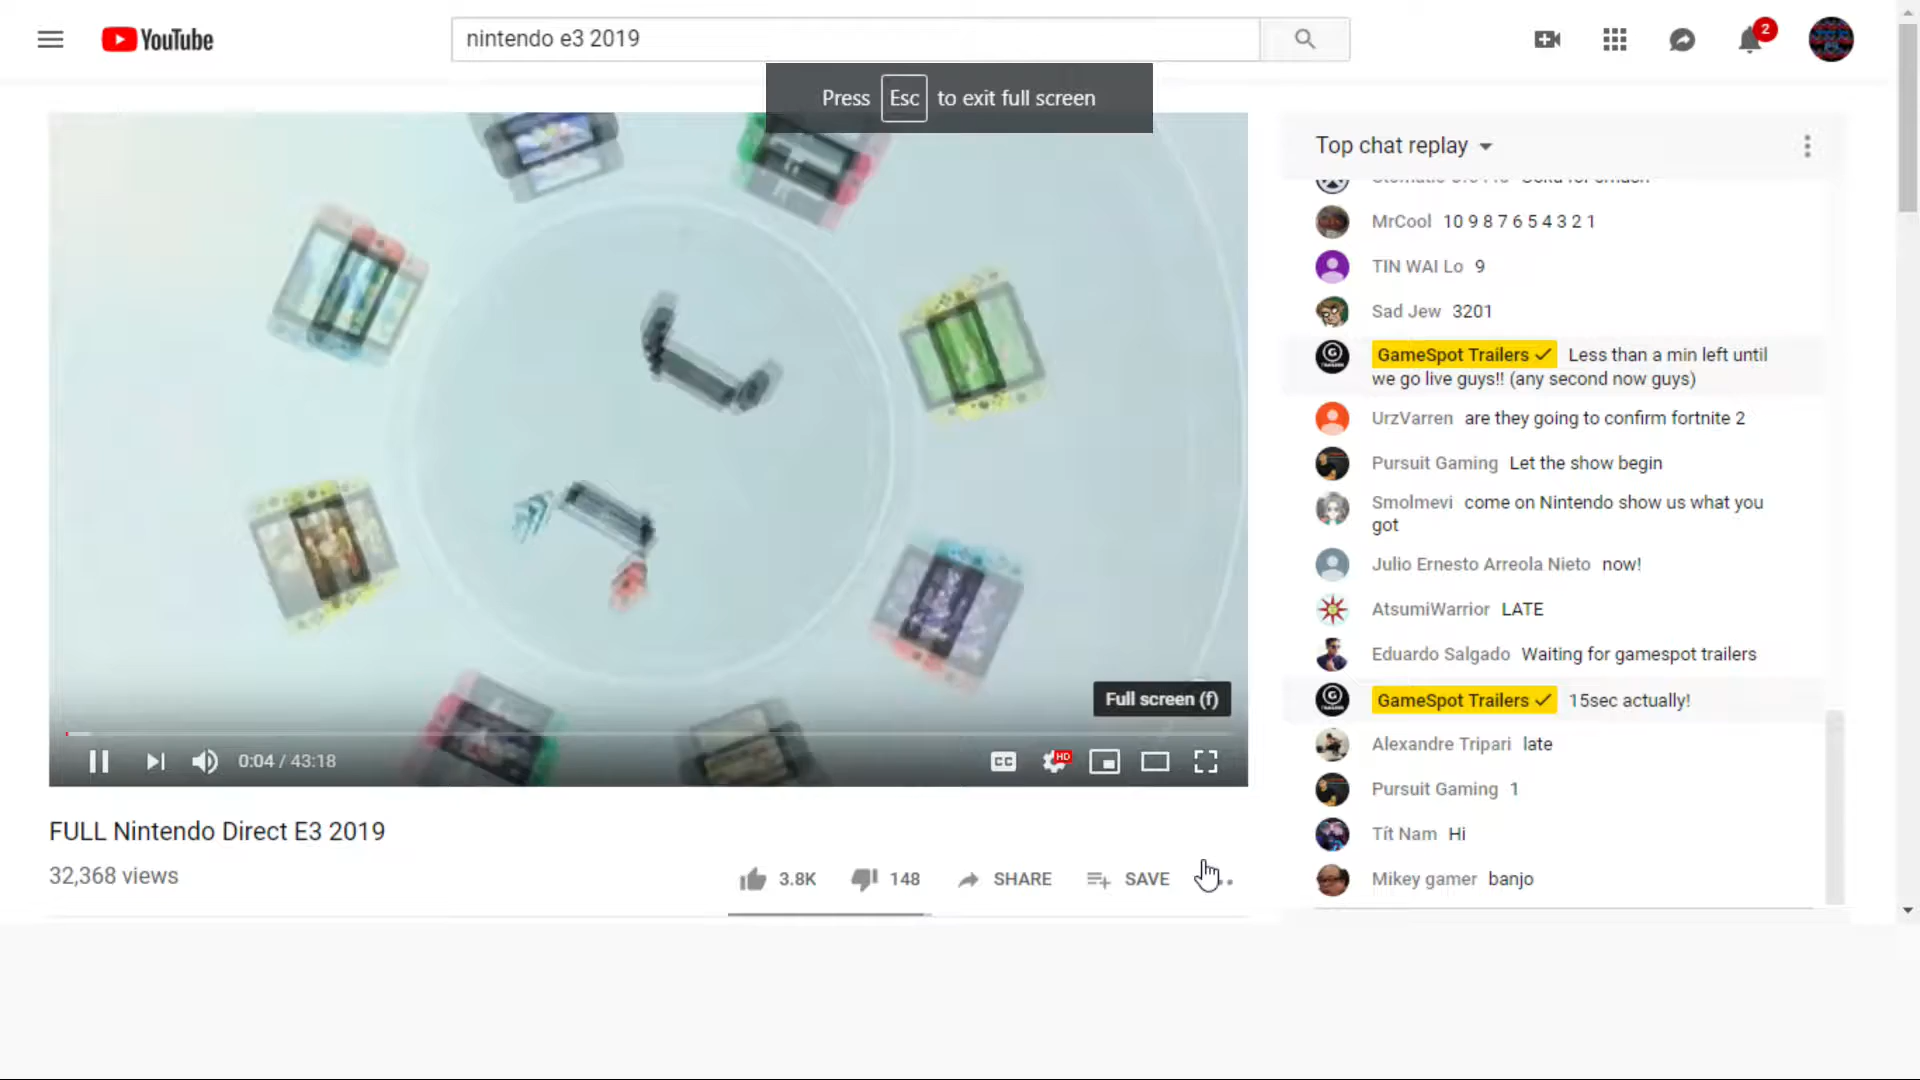 YouTube
nintendo e3 2019
2
Press Esc to exit full screen
Top chat replay
MrCool 10 9 8 7 6 5 4 3 2 1
TIN WAI Lo 9
Sad Jew 3201
GameSpot Trailers Less than a min left until
we go live guys!! (any second now guys)
UrzVarren are they going to confirm fortnite 2
Pursuit Gaming Let the show begin
Smolmevi come on Nintendo show us what you
got
Julio Ernesto Arreola Nieto now!
AtsumiWarrior LATE
Eduardo Salgado Waiting for gamespot trailers
GameSpot Trailers 15sec actually!
Alexandre Tripari late
Pursuit Gaming 1
Tít Nam Hi
Mikey gamer banjo
Full screen (f)
0:04 / 43:18
CC
HD
FULL Nintendo Direct E3 2019
32,368 views
3.8K
148
SHARE
SAVE